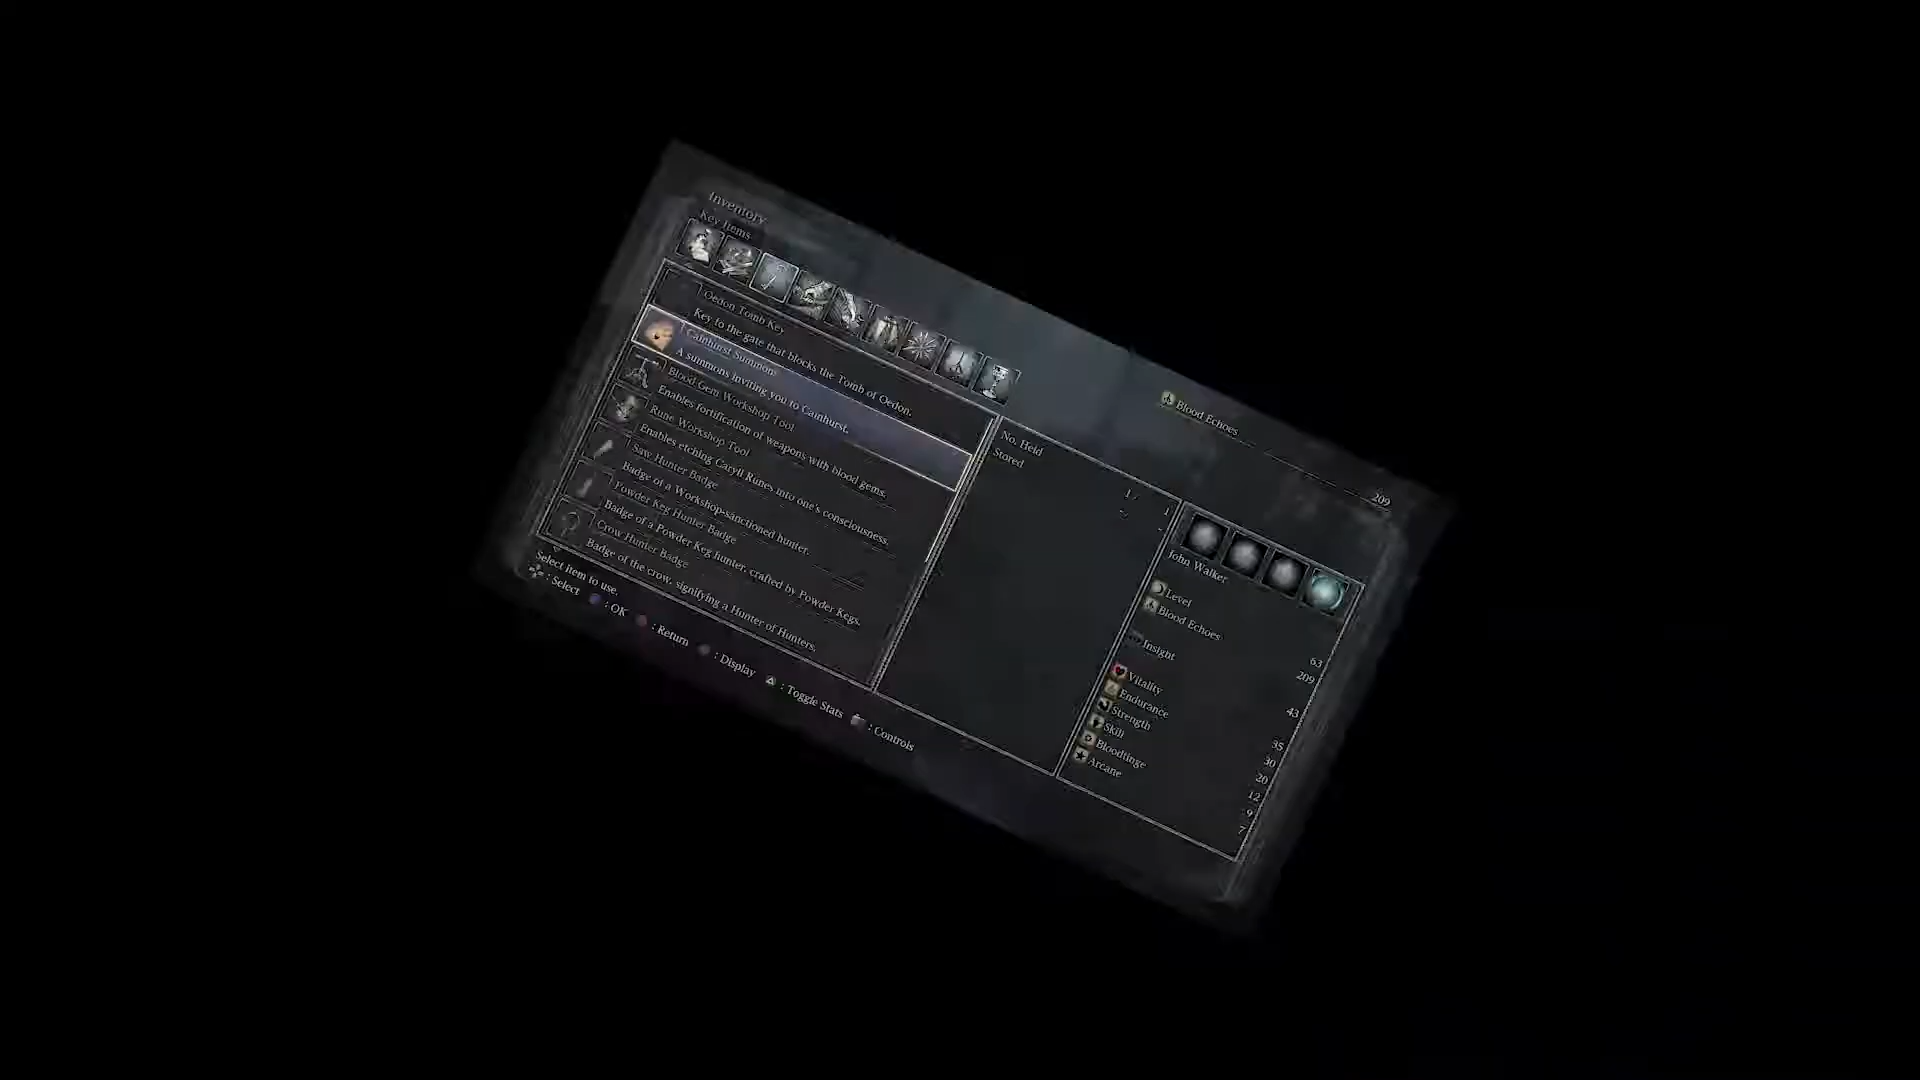 Inventory
Key Items
Oedon Tomb Key
Key to the gate that blocks the Tomb of Oedon.
Cainhurst Summons
A summons inviting you to Cainhurst.
Blood Gem Workshop Tool
Enables fortification of weapons with blood gems.
Rune Workshop Tool
Enables etching Caryll Runes into one's consciousness.
Saw Hunter Badge
Badge of a Workshop-sanctioned hunter.
Powder Keg Hunter Badge
Badge of a Powder Keg hunter, crafted by Powder Kegs.
Crow Hunter Badge
Badge of the crow, signifying a Hunter of Hunters.
Select item to use.
: Select : OK : Return : Display : Toggle Stats : Controls
No. Held 1 / 1
Stored - / -
Blood Echoes 209
John Walker
Level 63
Blood Echoes 209
Insight 43
Vitality 35
Endurance 30
Strength 20
Skill 12
Bloodtinge 9
Arcane 7